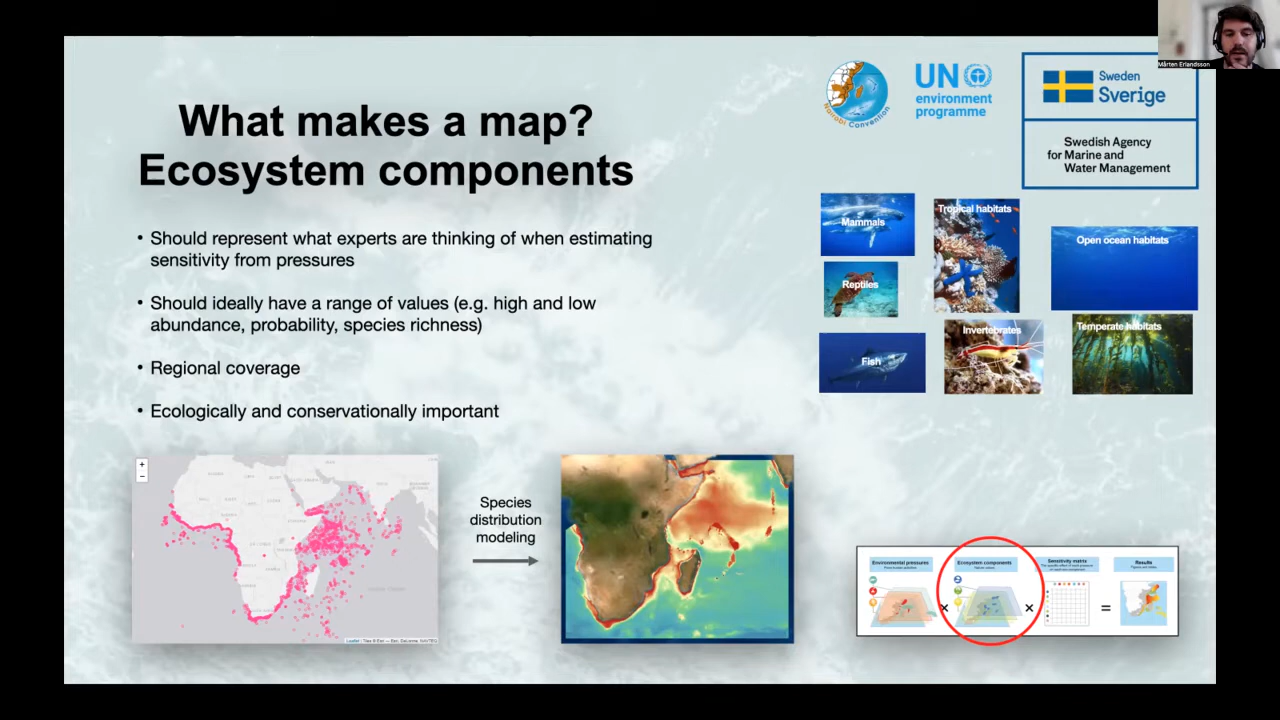 Mårten Erlandsson
What makes a map?
Ecosystem components
• Should represent what experts are thinking of when estimating
sensitivity from pressures
• Should ideally have a range of values (e.g. high and low
abundance, probability, species richness)
• Regional coverage
• Ecologically and conservationally important
Nairobi Convention
UN
environment
programme
Sweden
Sverige
Swedish Agency
for Marine and
Water Management
Mammals
Tropical habitats
Open ocean habitats
Reptiles
Invertebrates
Temperate habitats
Fish
+
−
Species
distribution
modeling
Environmental pressures
Ecosystem components
Sensitivity matrix
Results
×
×
=